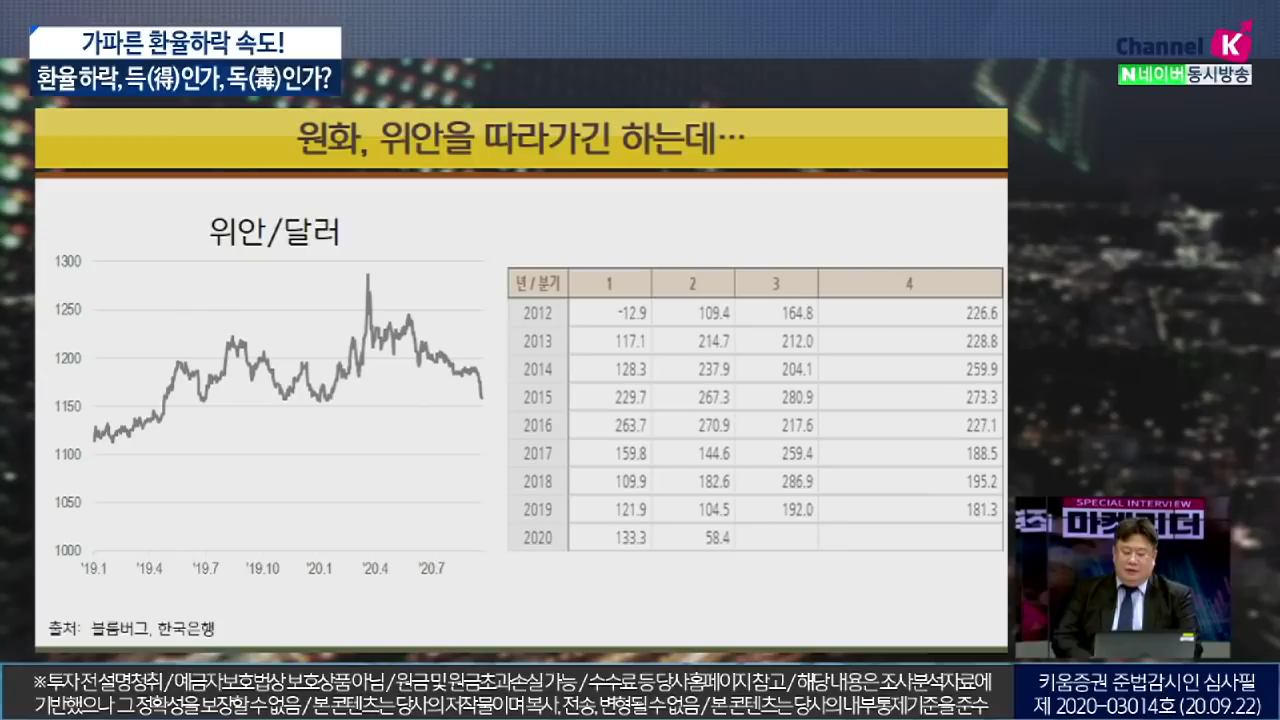 가파른 환율하락 속도!
환율 하락, 득(得)인가, 독(毒)인가?
Channel K
N 네이버 동시방송
원화, 위안을 따라가긴 하는데…
위안/달러
1300
1250
1200
1150
1100
1050
1000
'19.1 '19.4 '19.7 '19.10 '20.1 '20.4 '20.7
년 / 분기 1 2 3 4
2012 -12.9 109.4 164.8 226.6
2013 117.1 214.7 212.0 228.8
2014 128.3 237.9 204.1 259.9
2015 229.7 267.3 280.9 273.3
2016 263.7 270.9 217.6 227.1
2017 159.8 144.6 259.4 188.5
2018 109.9 182.6 286.9 195.2
2019 121.9 104.5 192.0 181.3
2020 133.3 58.4
출처: 블룸버그, 한국은행
SPECIAL INTERVIEW
※ 투자 전 설명청취 / 예금자보호법상 보호상품 아님 / 원금 및 원금초과손실 가능 / 수수료 등 당사홈페이지 참고 / 해당 내용은 조사분석자료에
기반했으나 그 정확성을 보장할 수 없음 / 본 콘텐츠는 당사의 저작물이며 복사, 전송, 변형될 수 없음 / 본 콘텐츠는 당사의 내부통제기준을 준수
키움증권 준법감시인 심사필
제 2020-03014호 (20.09.22)